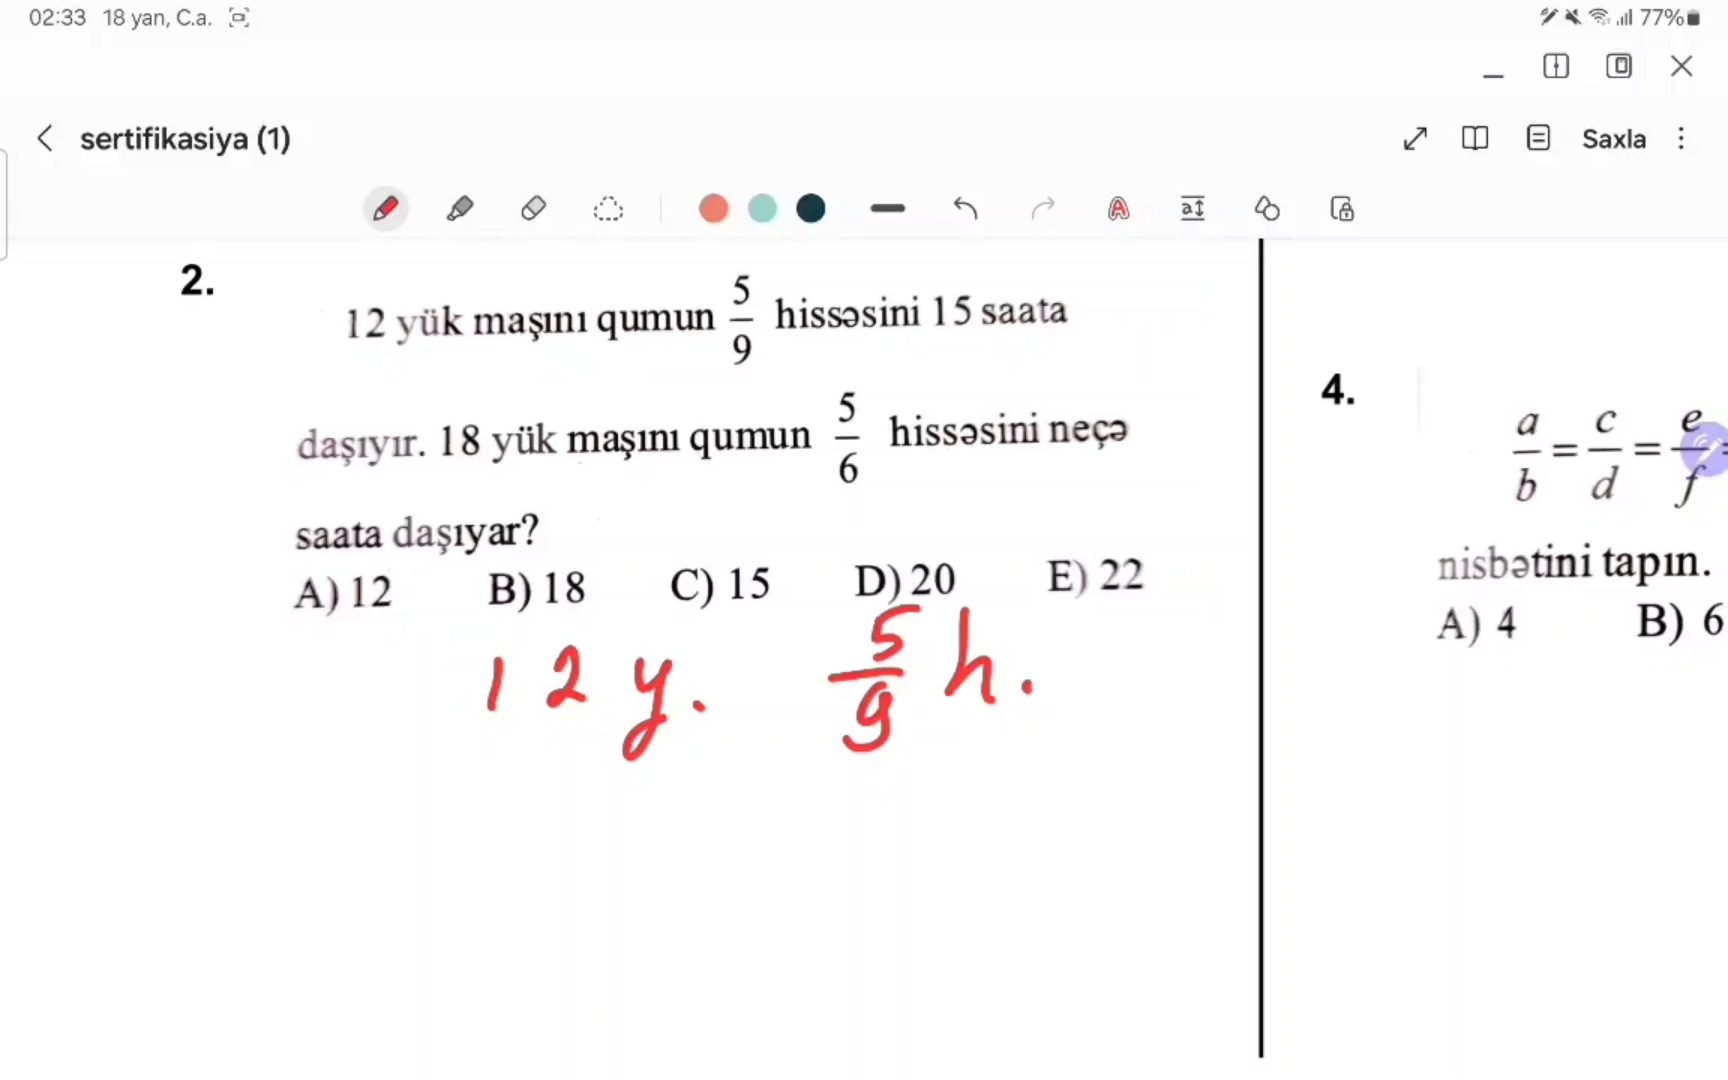 02:33 18 yan, C.a.
77%
sertifikasiya (1)
Saxla
2.
12 yük maşını qumun 5/9 hissəsini 15 saata
daşıyır. 18 yük maşını qumun 5/6 hissəsini neçə
saata daşıyar?
A) 12 B) 18 C) 15 D) 20 E) 22
12 y. 5/9 h.
4.
a/b = c/d = e/f =
nisbətini tapın.
A) 4 B) 6